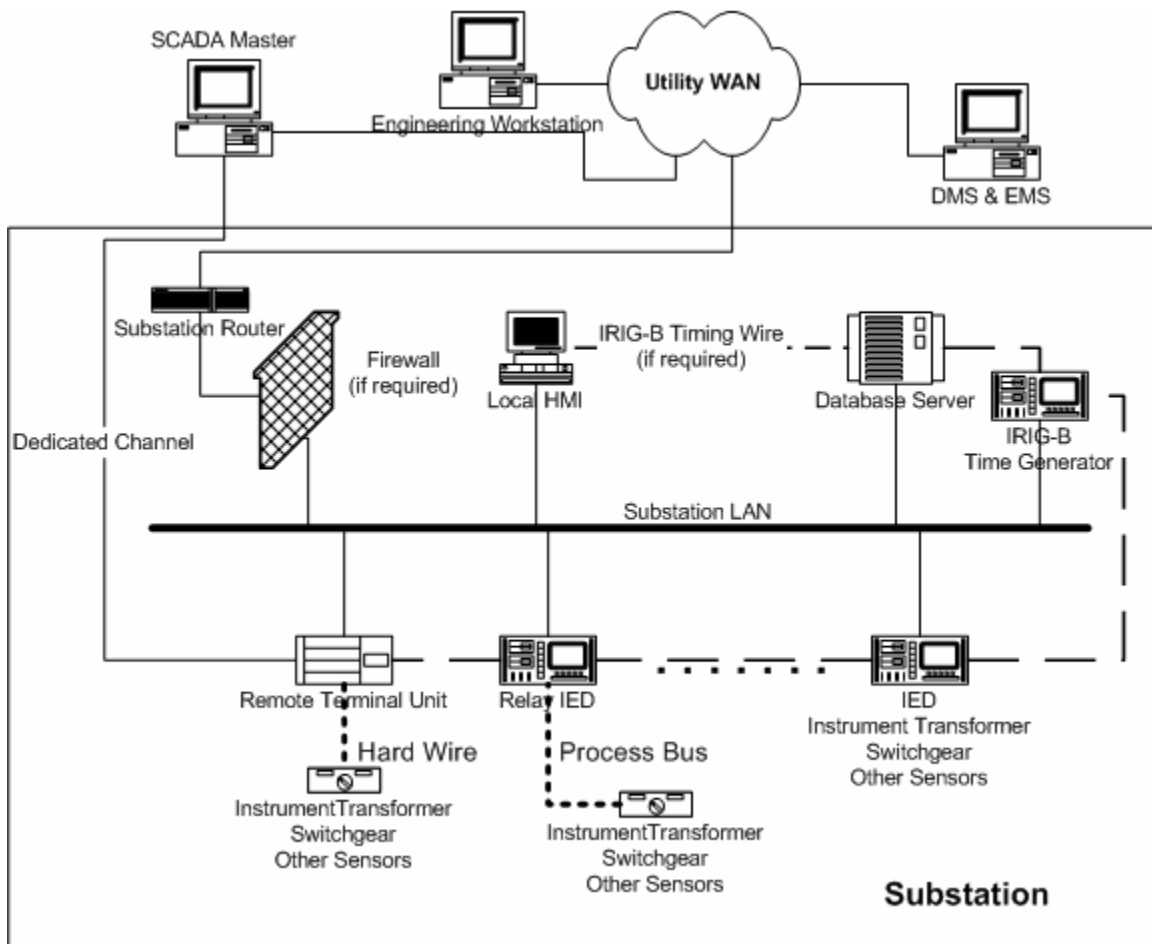 SCADA Master
Utility WAN
Engineering Workstation
DMS & EMS
Substation Router
Firewall
(if required)
IRIG-B Timing Wire
(if required)
Local HMI
Database Server
IRIG-B
Time Generator
Dedicated Channel
Substation LAN
Remote Terminal Unit
Relay IED
IED
Instrument Transformer
Switchgear
Other Sensors
Hard Wire
Process Bus
InstrumentTransformer
Switchgear
Other Sensors
InstrumentTransformer
Switchgear
Other Sensors
Substation